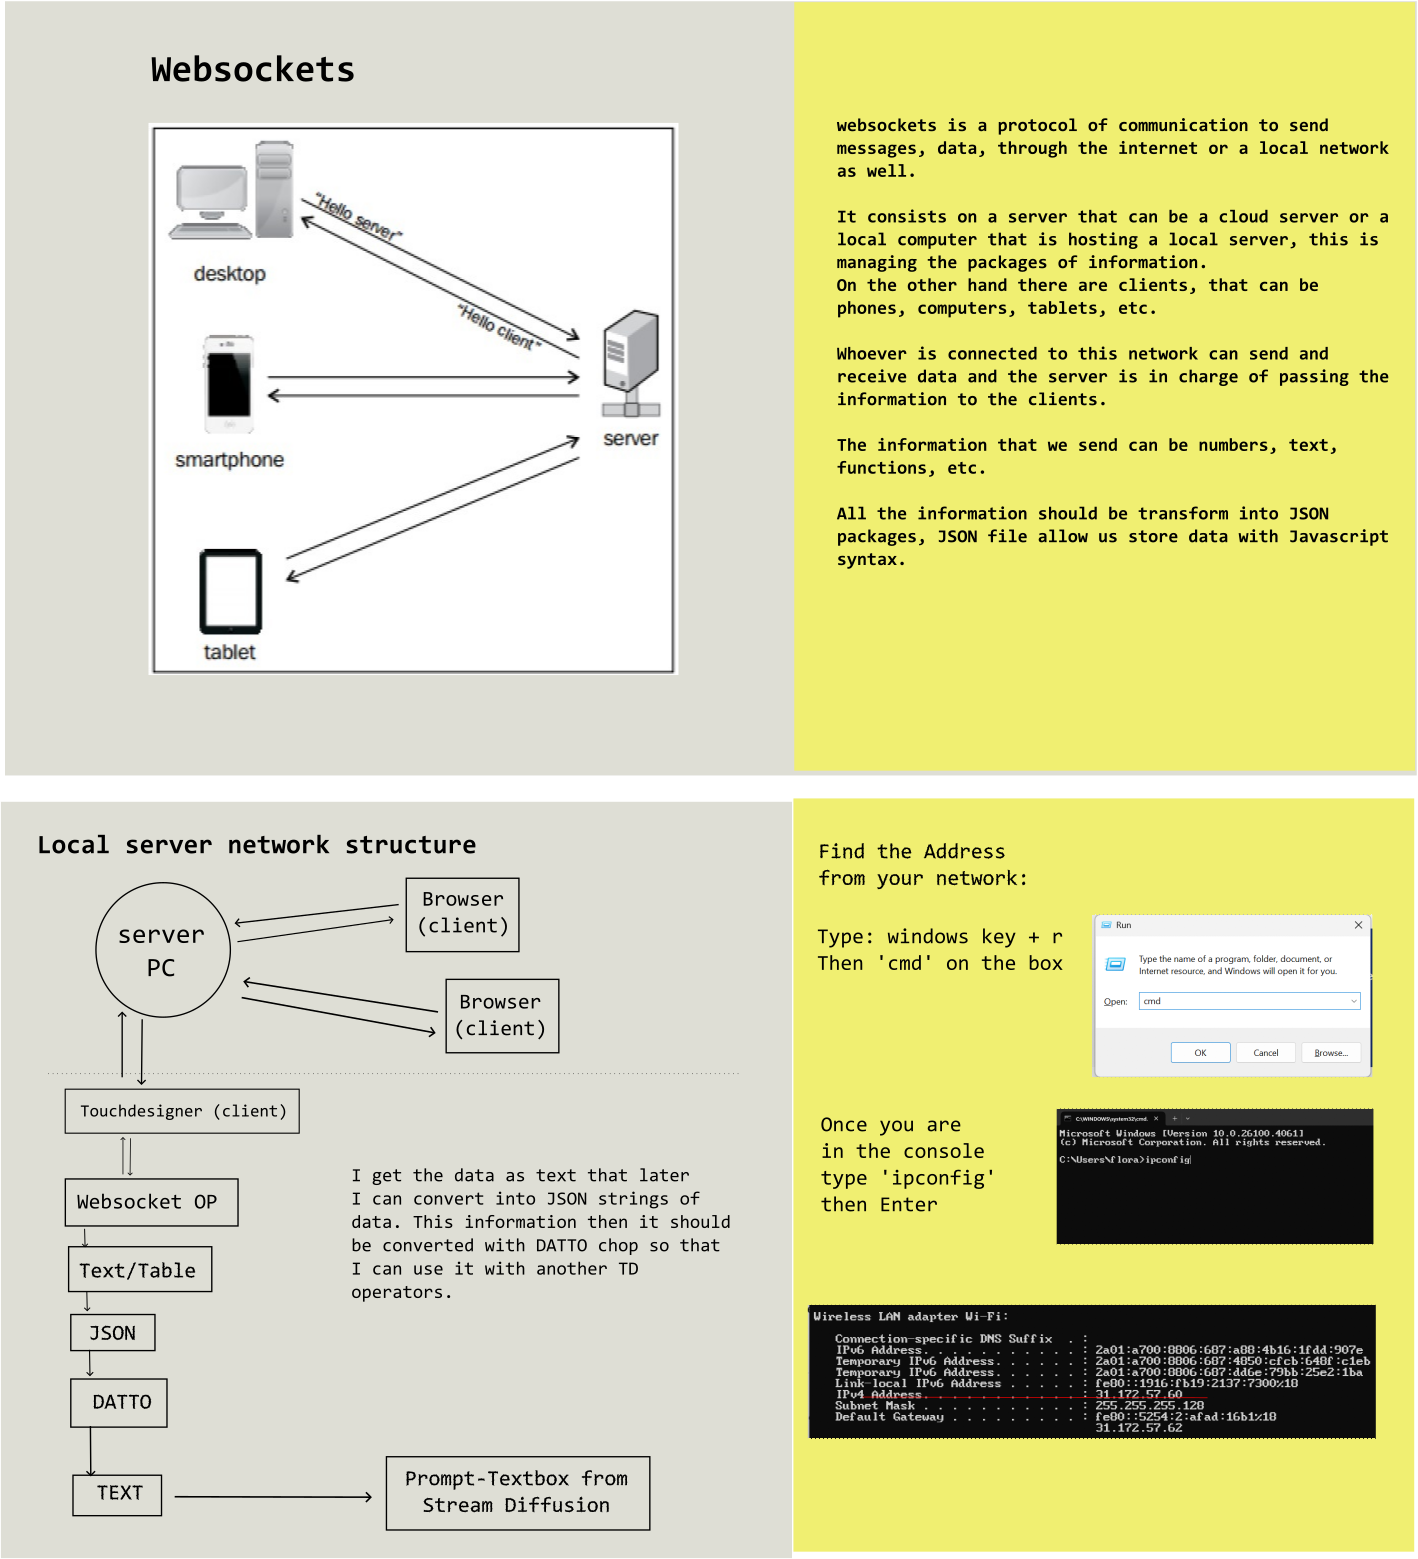 Websockets
"Hello server"
desktop
"Hello client"
smartphone
server
tablet
websockets is a protocol of communication to send
messages, data, through the internet or a local network
as well.
It consists on a server that can be a cloud server or a
local computer that is hosting a local server, this is
managing the packages of information.
On the other hand there are clients, that can be
phones, computers, tablets, etc.
Whoever is connected to this network can send and
receive data and the server is in charge of passing the
information to the clients.
The information that we send can be numbers, text,
functions, etc.
All the information should be transform into JSON
packages, JSON file allow us store data with Javascript
syntax.
Local server network structure
server
PC
Browser
(client)
Browser
(client)
Touchdesigner (client)
Websocket OP
Text/Table
JSON
DATTO
TEXT
I get the data as text that later
I can convert into JSON strings of
data. This information then it should
be converted with DATTO chop so that
I can use it with another TD
operators.
Prompt-Textbox from
Stream Diffusion
Find the Address
from your network:
Type: windows key + r
Then 'cmd' on the box
Run
Type the name of a program, folder, document, or
Internet resource, and Windows will open it for you.
Open: cmd
OK Cancel Browse...
Once you are
in the console
type 'ipconfig'
then Enter
C:\WINDOWS\system32\cmd.
Microsoft Windows [Version 10.0.26100.4061]
(c) Microsoft Corporation. All rights reserved.
C:\Users\flora>ipconfig
Wireless LAN adapter Wi-Fi:
Connection-specific DNS Suffix . :
IPv6 Address. . . . . . . . . . . : 2a01:a700:8806:687:a88:4b16:1fdd:907e
Temporary IPv6 Address. . . . . . : 2a01:a700:8806:687:4850:cfcb:648f:c1eb
Temporary IPv6 Address. . . . . . : 2a01:a700:8806:687:dd6e:79bb:25e2:1ba
Link-local IPv6 Address . . . . . : fe80::1916:fb19:2137:7300%18
IPv4 Address. . . . . . . . . . . : 31.172.57.60
Subnet Mask . . . . . . . . . . . : 255.255.255.128
Default Gateway . . . . . . . . . : fe80::5254:2:afad:16b1%18
31.172.57.62